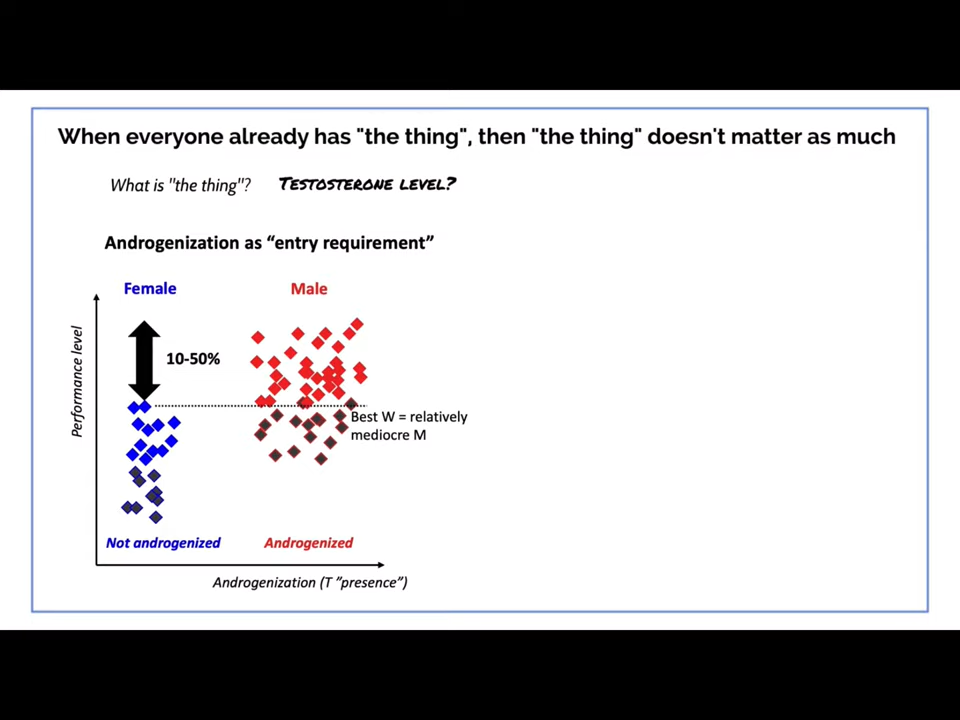 When everyone already has "the thing", then "the thing" doesn't matter as much
What is "the thing"? TESTOSTERONE LEVEL?
Androgenization as “entry requirement”
Female Male
Performance level
10-50%
Best W = relatively
mediocre M
Not androgenized Androgenized
Androgenization (T ”presence”)